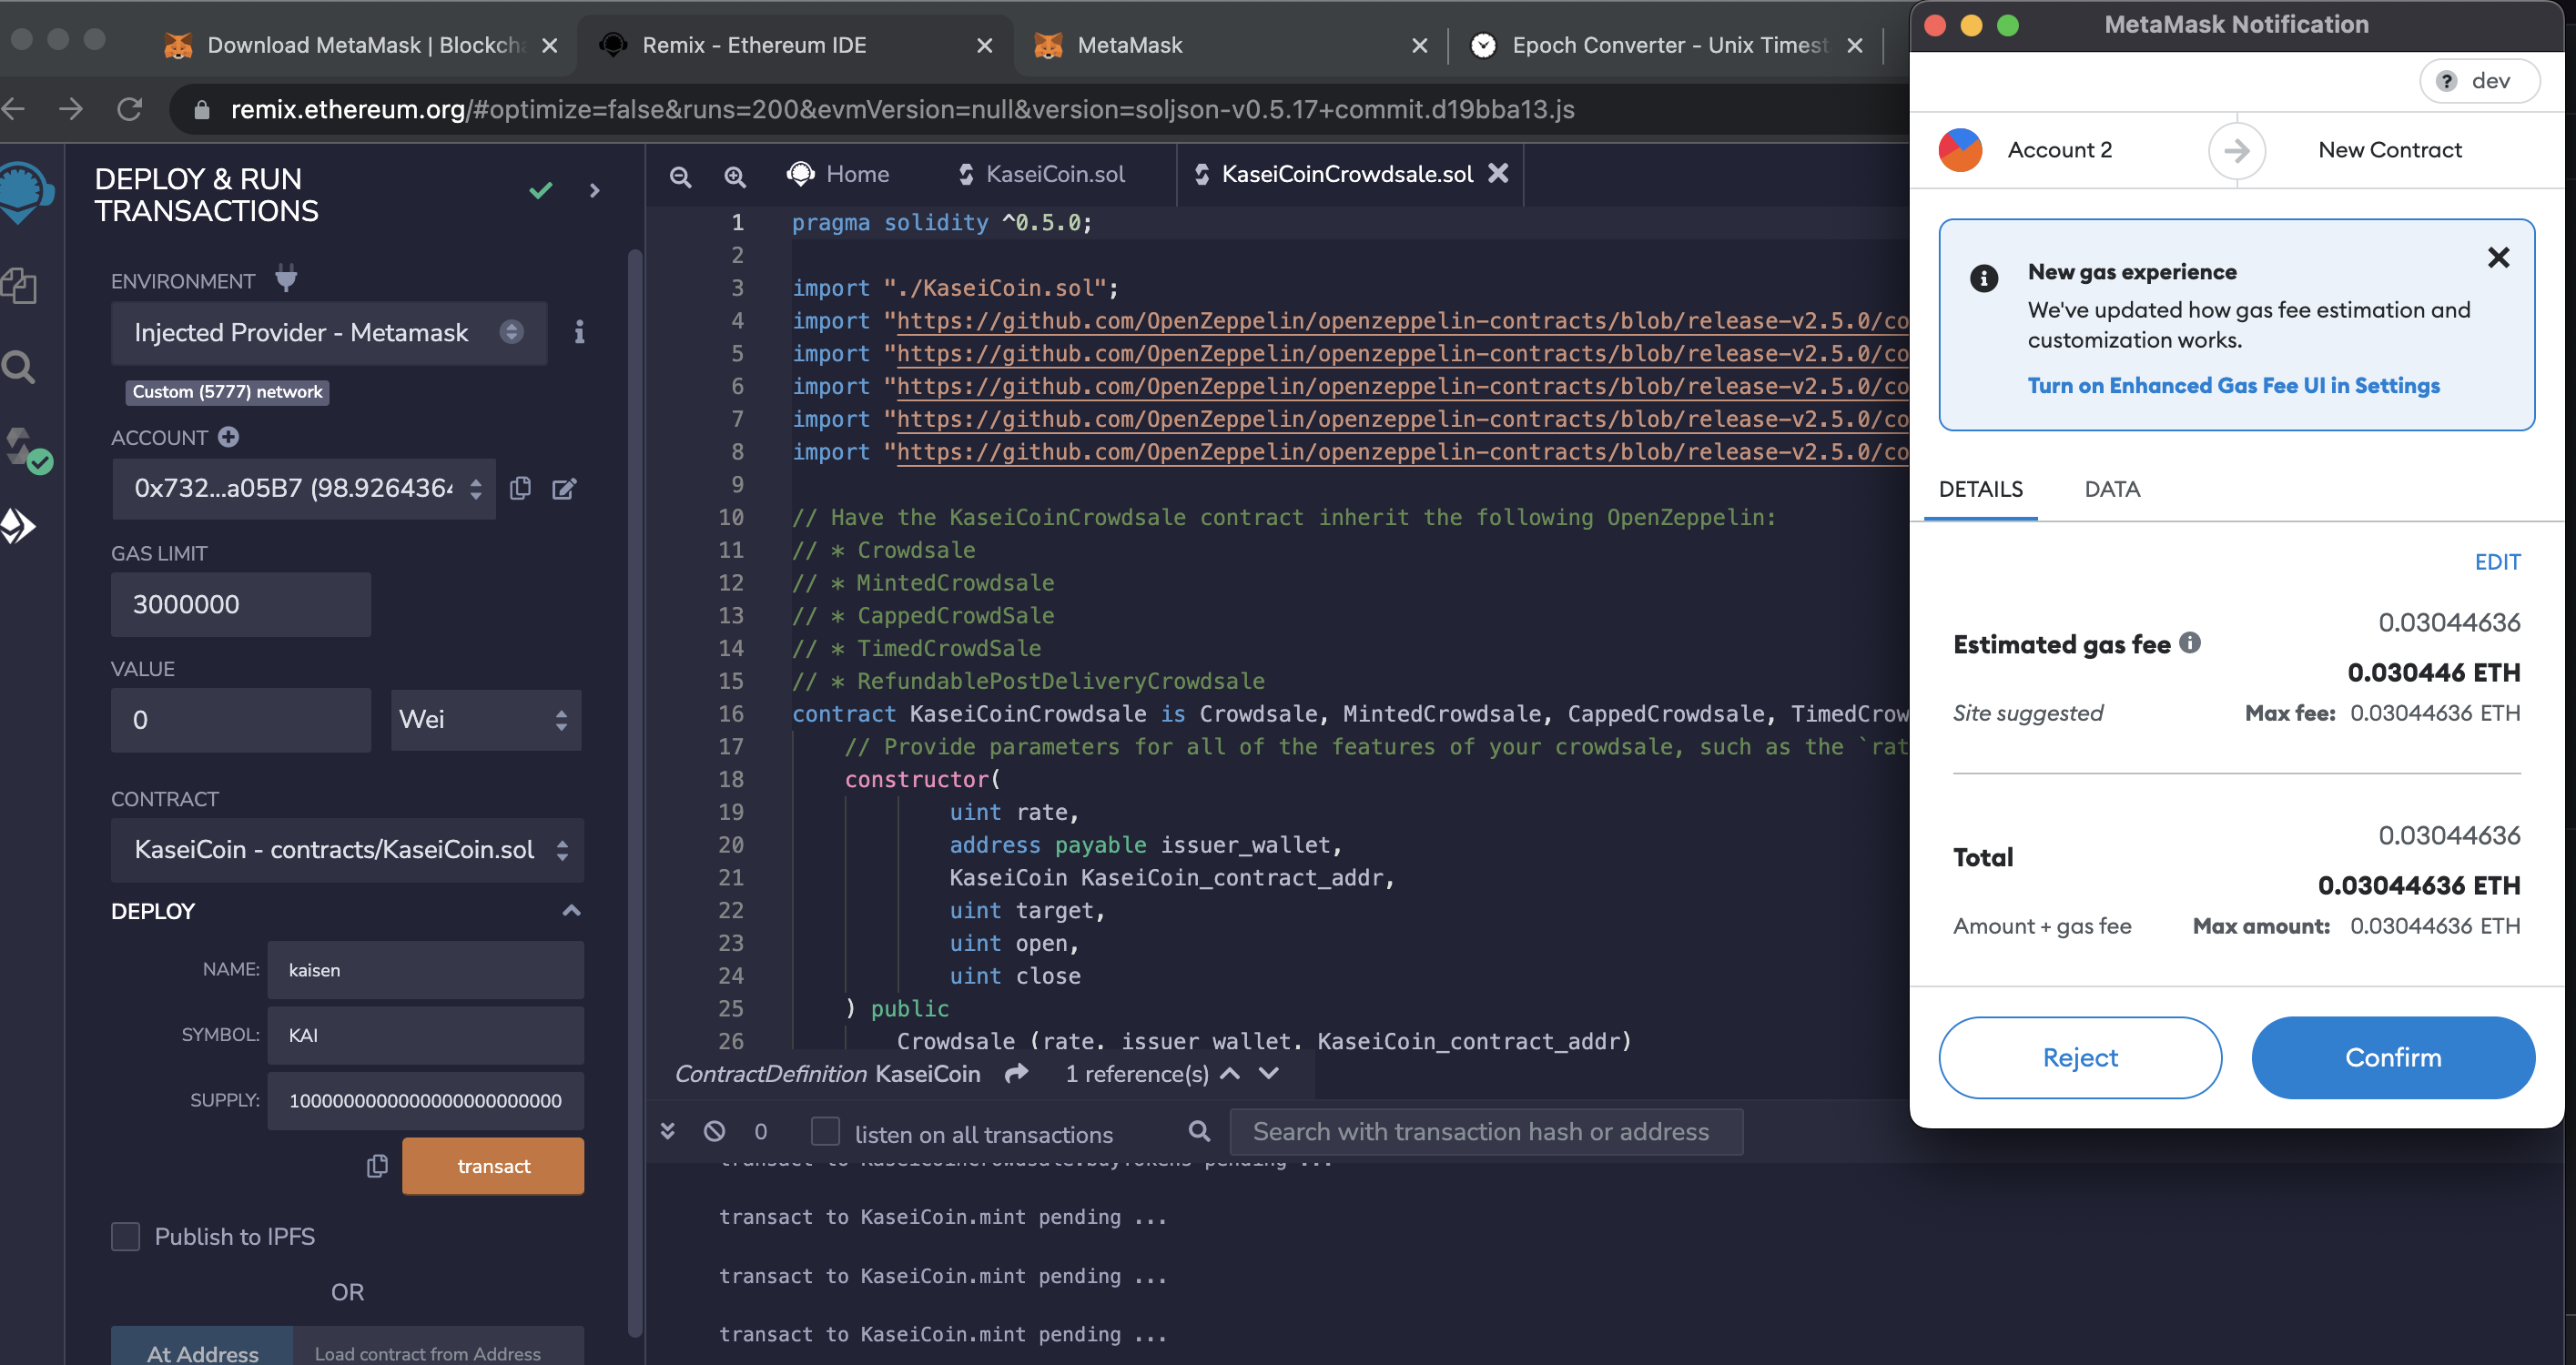 Download MetaMask | Blockcha
Remix - Ethereum IDE
MetaMask
Epoch Converter - Unix Timest
remix.ethereum.org/#optimize=false&runs=200&evmVersion=null&version=soljson-v0.5.17+commit.d19bba13.js
DEPLOY & RUN
TRANSACTIONS
ENVIRONMENT
Injected Provider - Metamask
Custom (5777) network
ACCOUNT
0x732...a05B7 (98.9264364
GAS LIMIT
3000000
VALUE
0
Wei
CONTRACT
KaseiCoin - contracts/KaseiCoin.sol
DEPLOY
NAME: kaisen
SYMBOL: KAI
SUPPLY:
transact
Publish to IPFS
OR
At Address
Load contract from Address
Home
KaseiCoin.sol
KaseiCoinCrowdsale.sol
1 pragma solidity ^0.5.0;
2
3 import "./KaseiCoin.sol";
4 import "https://github.com/OpenZeppelin/openzeppelin-contracts/blob/release-v2.5.0/co
5 import "https://github.com/OpenZeppelin/openzeppelin-contracts/blob/release-v2.5.0/co
6 import "https://github.com/OpenZeppelin/openzeppelin-contracts/blob/release-v2.5.0/co
7 import "https://github.com/OpenZeppelin/openzeppelin-contracts/blob/release-v2.5.0/co
8 import "https://github.com/OpenZeppelin/openzeppelin-contracts/blob/release-v2.5.0/co
9
10 // Have the KaseiCoinCrowdsale contract inherit the following OpenZeppelin:
11 // * Crowdsale
12 // * MintedCrowdsale
13 // * CappedCrowdSale
14 // * TimedCrowdSale
15 // * RefundablePostDeliveryCrowdsale
16 contract KaseiCoinCrowdsale is Crowdsale, MintedCrowdsale, CappedCrowdsale, TimedCrow
17 // Provide parameters for all of the features of your crowdsale, such as the `rat
18 constructor(
19 uint rate,
20 address payable issuer_wallet,
21 KaseiCoin KaseiCoin_contract_addr,
22 uint target,
23 uint open,
24 uint close
25 ) public
26 Crowdsale (rate, issuer_wallet, KaseiCoin_contract_addr)
ContractDefinition KaseiCoin
1 reference(s)
0
listen on all transactions
Search with transaction hash or address
transact to KaseiCoinCrowdsale.buyTokens pending ...
transact to KaseiCoin.mint pending ...
transact to KaseiCoin.mint pending ...
transact to KaseiCoin.mint pending ...
MetaMask Notification
dev
Account 2
New Contract
New gas experience
We've updated how gas fee estimation and
customization works.
Turn on Enhanced Gas Fee UI in Settings
DETAILS
DATA
EDIT
0.03044636
Estimated gas fee
0.030446 ETH
Site suggested
Max fee: 0.03044636 ETH
0.03044636
Total
0.03044636 ETH
Amount + gas fee
Max amount: 0.03044636 ETH
Reject
Confirm